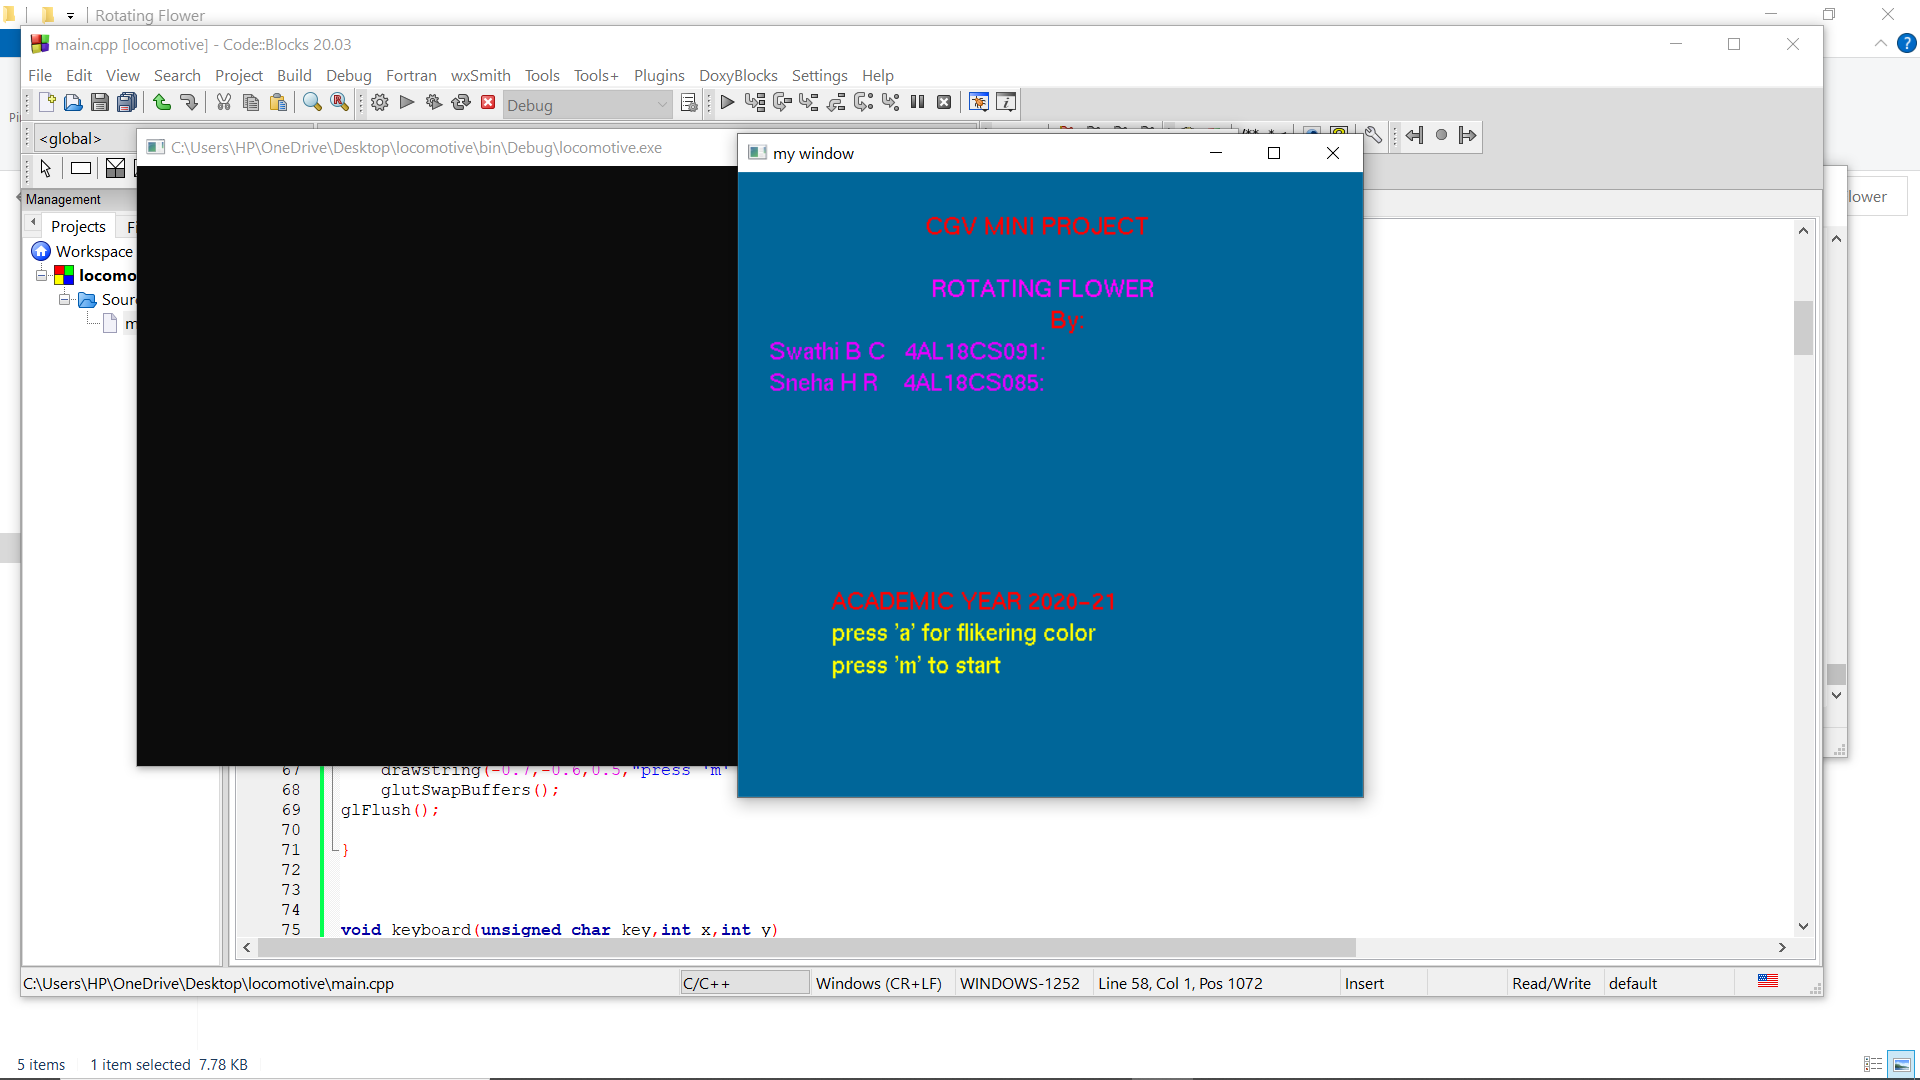 Rotating Flower
main.cpp [locomotive] - Code::Blocks 20.03
File Edit View Search Project Build Debug Fortran wxSmith Tools Tools+ Plugins DoxyBlocks Settings Help
Debug
<global>
C:\Users\HP\OneDrive\Desktop\locomotive\bin\Debug\locomotive.exe
my window
Management
Projects
Workspace
CGV MINI PROJECT
ROTATING FLOWER
By:
Swathi B C 4AL18CS091:
Sneha H R 4AL18CS085:
ACADEMIC YEAR 2020-21
press 'a' for flikering color
press 'm' to start
67 drawstring(-0.7,-0.6,0.5,"press 'm'
68 glutSwapBuffers();
69 glFlush();
70
71 }
72
73
74
75 void keyboard(unsigned char key,int x,int y)
C:\Users\HP\OneDrive\Desktop\locomotive\main.cpp C/C++ Windows (CR+LF) WINDOWS-1252 Line 58, Col 1, Pos 1072 Insert Read/Write default
5 items 1 item selected 7.78 KB